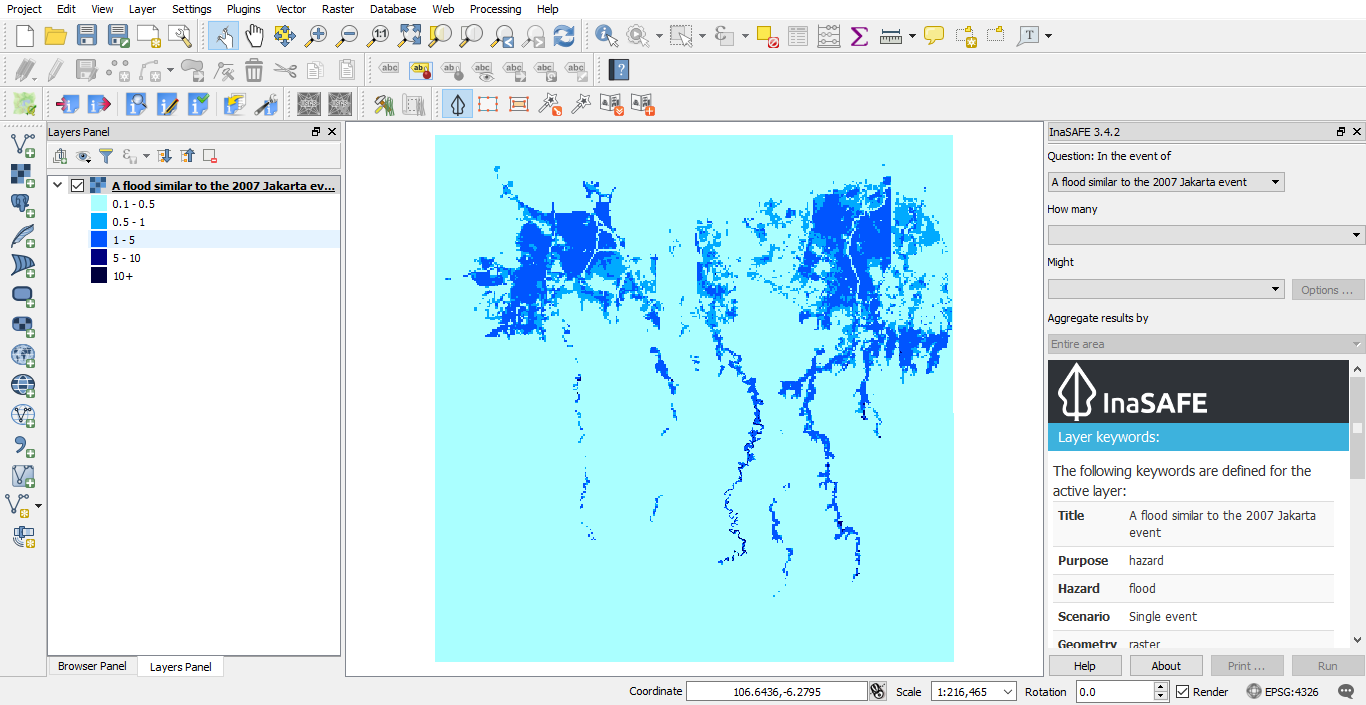 Project Edit View Layer Settings Plugins Vector Raster Database Web Processing Help
Layers Panel
A flood similar to the 2007 Jakarta ev...
0.1 - 0.5
0.5 - 1
1 - 5
5 - 10
10+
Browser Panel Layers Panel
InaSAFE 3.4.2
Question: In the event of
A flood similar to the 2007 Jakarta event
How many
Might
Options ...
Aggregate results by
Entire area
InaSAFE
Layer keywords:
The following keywords are defined for the
active layer:
Title A flood similar to the 2007 Jakarta
event
Purpose hazard
Hazard flood
Scenario Single event
Geometry raster
Help About Print ... Run
Coordinate 106.6436,-6.2795 Scale 1:216,465 Rotation 0.0 Render EPSG:4326